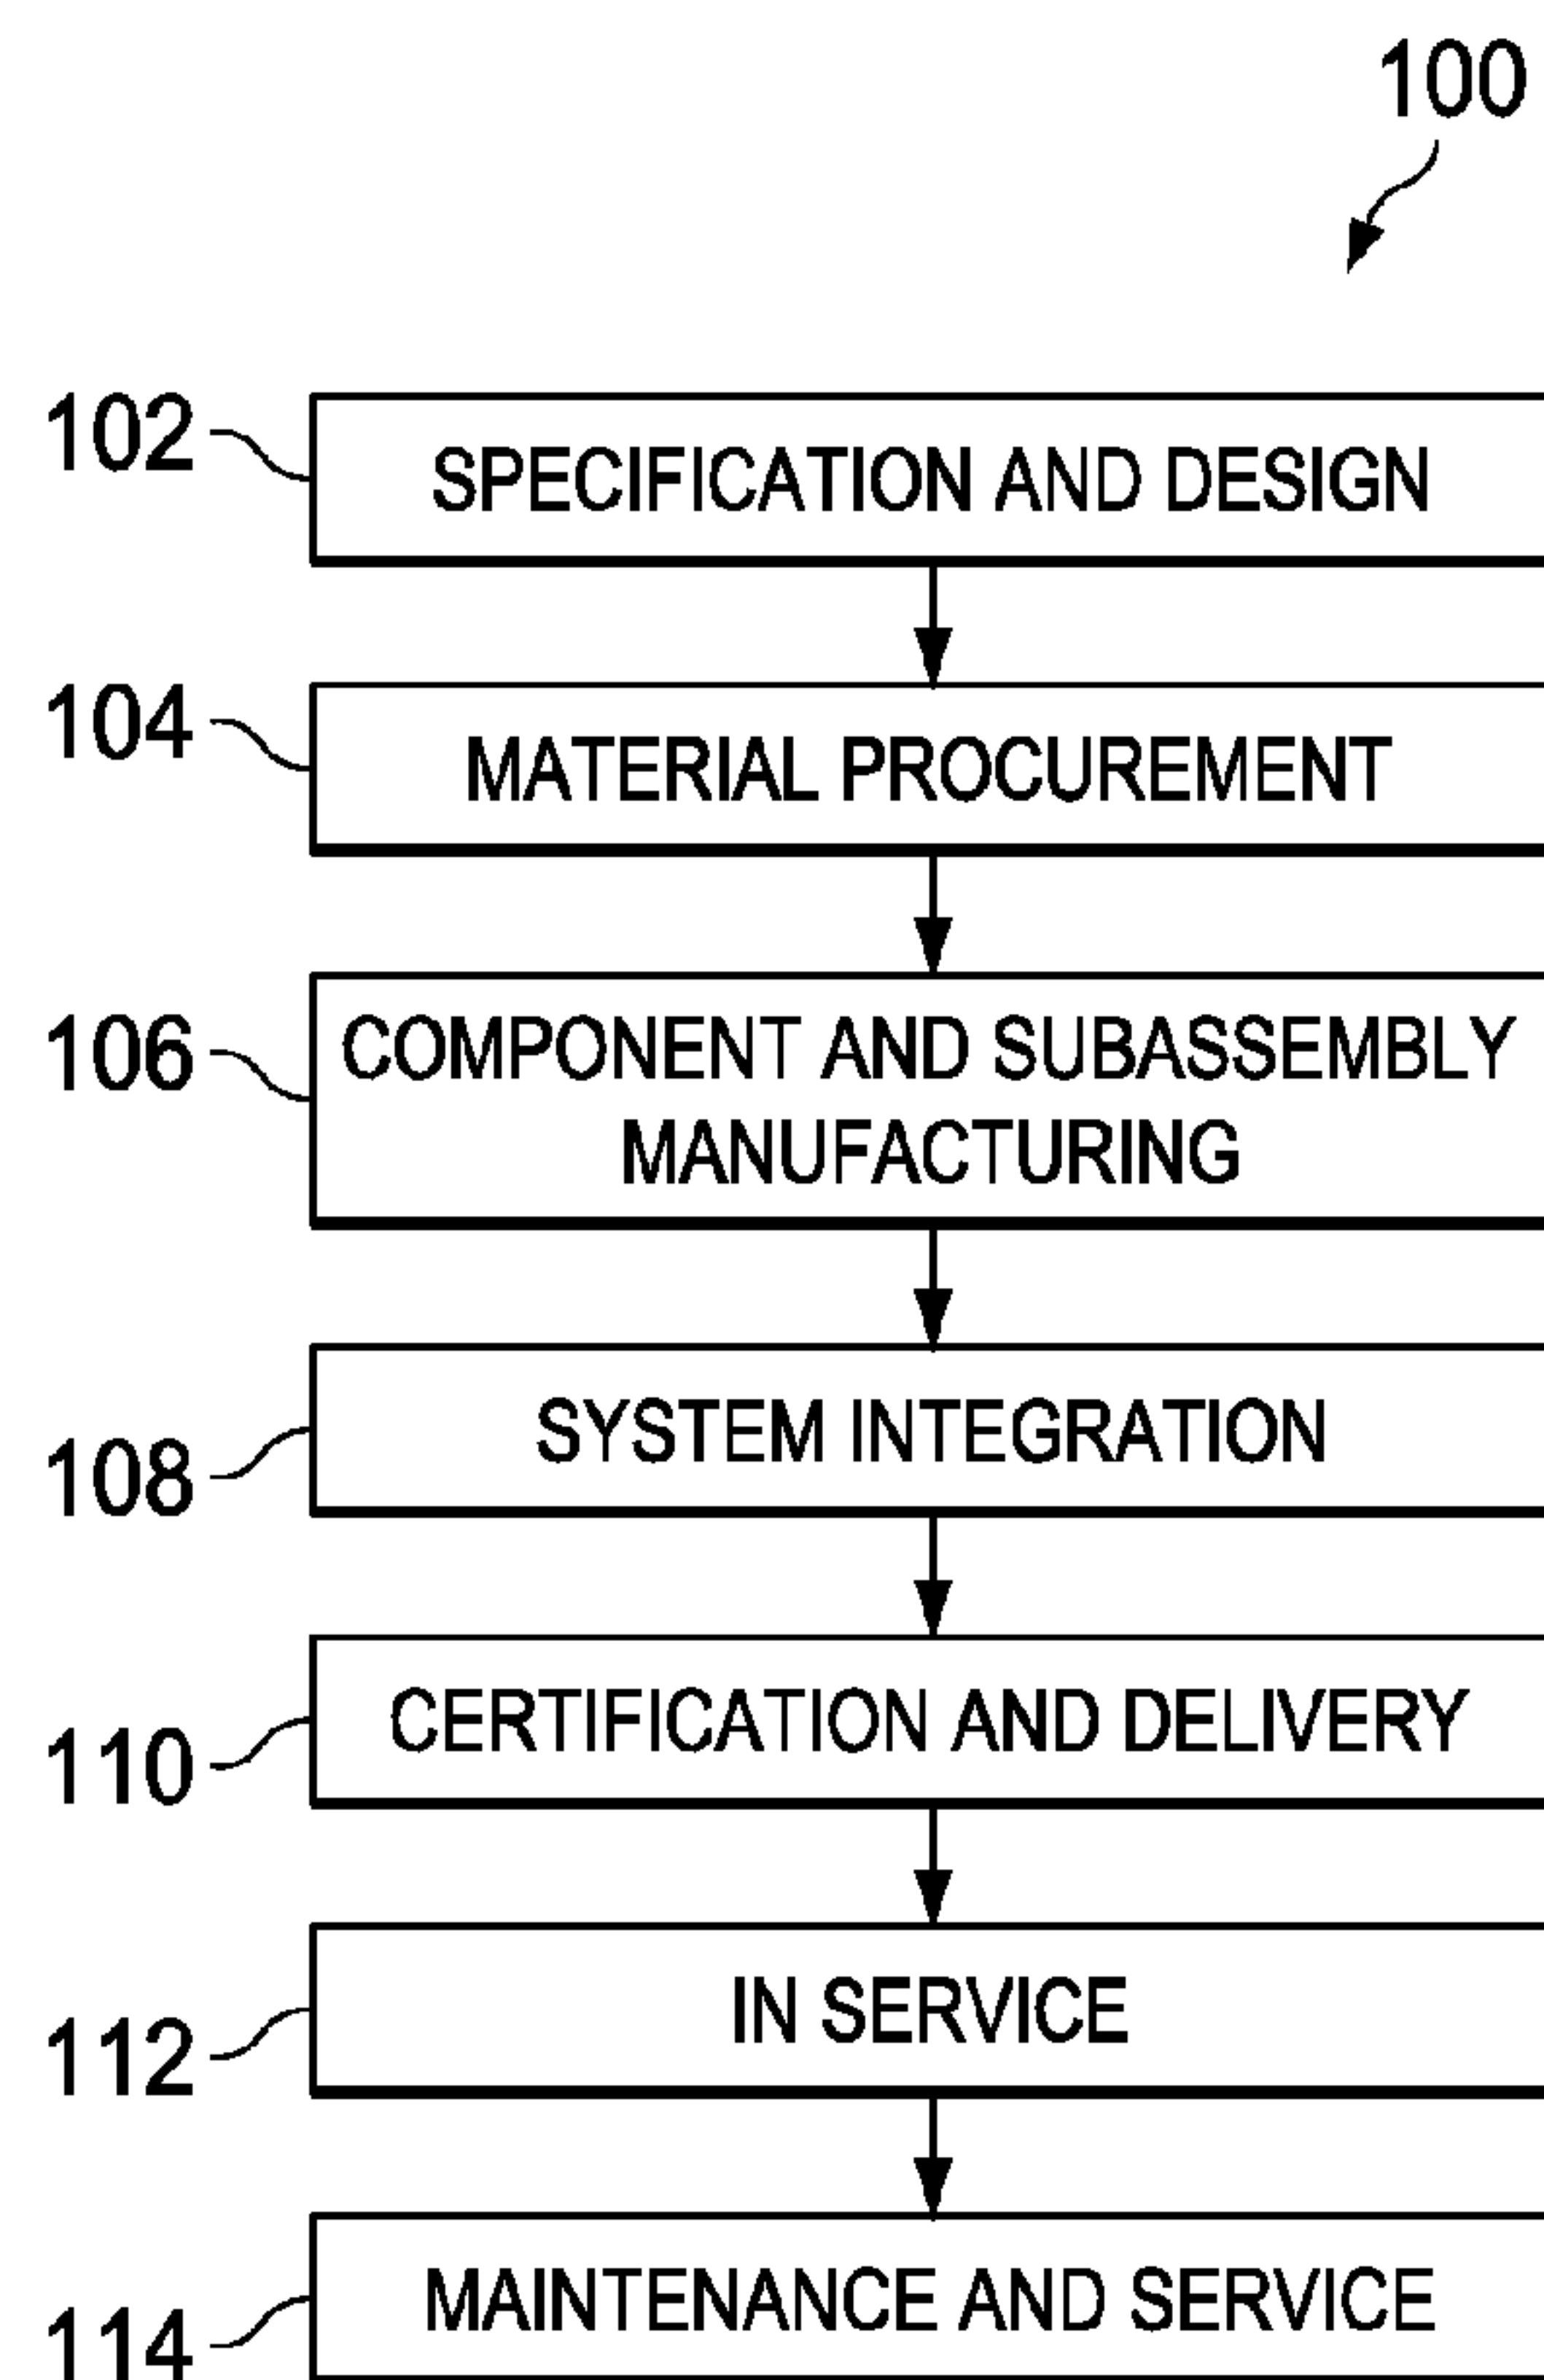 100
102
SPECIFICATION AND DESIGN
104
MATERIAL PROCUREMENT
106
COMPONENT AND SUBASSEMBLY
MANUFACTURING
108
SYSTEM INTEGRATION
110
CERTIFICATION AND DELIVERY
112
IN SERVICE
114
MAINTENANCE AND SERVICE